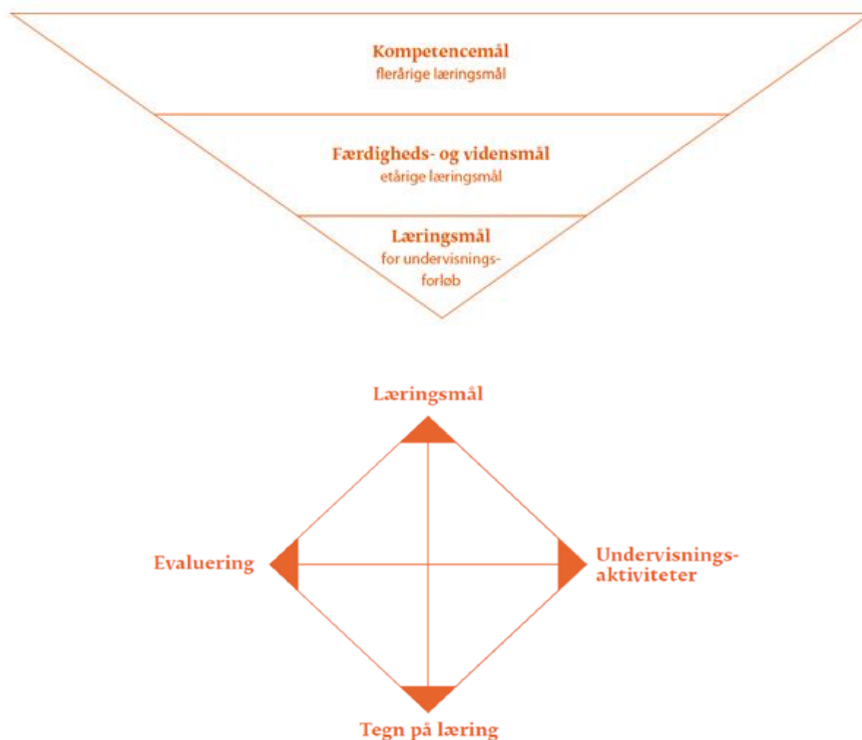 Kompetencemål
flerårige læringsmål
Færdigheds- og vidensmål
etårige læringsmål
Læringsmål
for undervisnings-
forløb
Læringsmål
Evaluering
Undervisnings-
aktiviteter
Tegn på læring